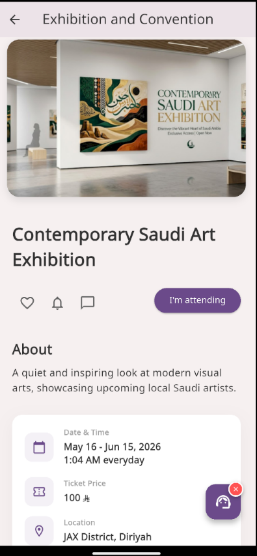 Exhibition and Convention
CONTEMPORARY
SAUDI ART
EXHIBITION
Contemporary Saudi Art
Exhibition
I'm attending
About
A quiet and inspiring look at modern visual
arts, showcasing upcoming local Saudi artists.
Date & Time
May 16 - Jun 15, 2026
1:04 AM everyday
Ticket Price
100 ⃁
Location
JAX District, Diriyah